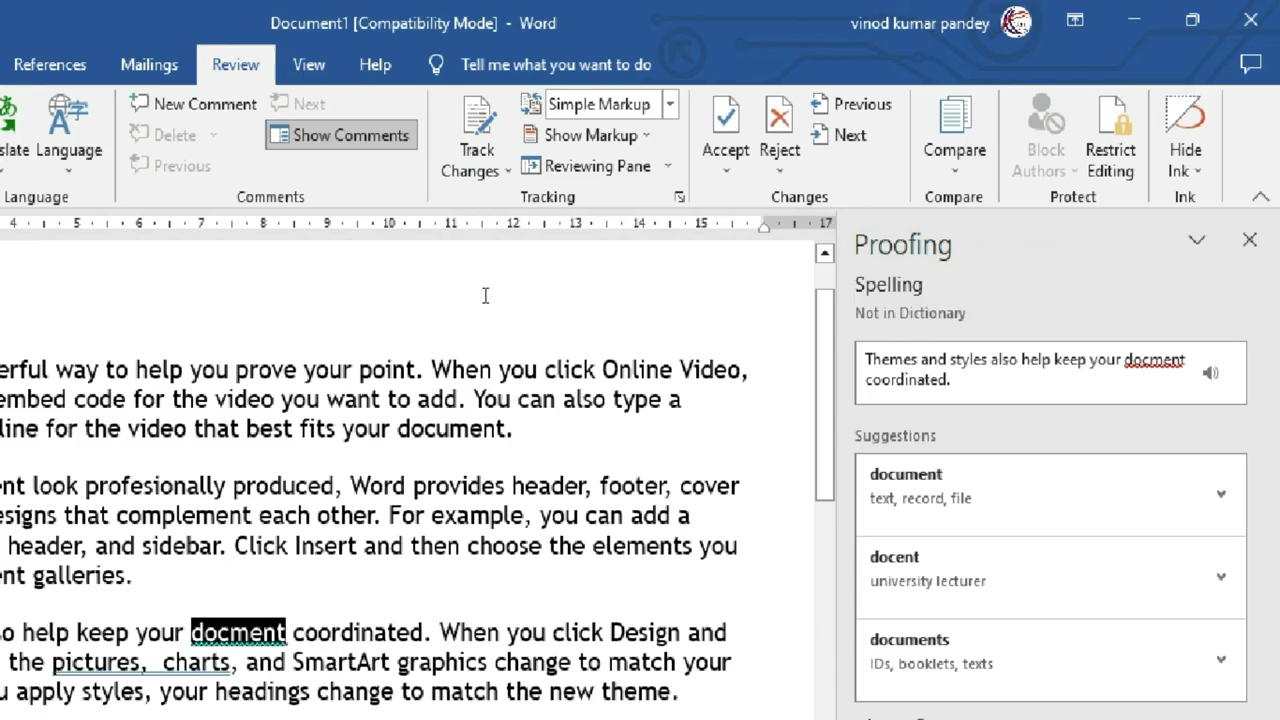 Document1 [Compatibility Mode] - Word
vinod kumar pandey
References Mailings Review View Help Tell me what you want to do
Language
New Comment
Delete
Previous
Next
Show Comments
Comments
Track Changes
Simple Markup
Show Markup
Reviewing Pane
Tracking
Accept
Reject
Previous
Next
Changes
Compare
Compare
Block Authors
Restrict Editing
Protect
Hide Ink
Ink
Language
4 5 6 7 8 9 10 11 12 13 14 15 17
way to help you prove your point. When you click Online Video,
embed code for the video you want to add. You can also type a
for the video that best fits your document.
look profesionally produced, Word provides header, footer, cover
that complement each other. For example, you can add a
header, and sidebar. Click Insert and then choose the elements you
galleries.
help keep your docment coordinated. When you click Design and
the pictures,  charts, and SmartArt graphics change to match your
apply styles, your headings change to match the new theme.
Proofing
Spelling
Not in Dictionary
Themes and styles also help keep your docment
coordinated.
Suggestions
document
text, record, file
docent
university lecturer
documents
IDs, booklets, texts